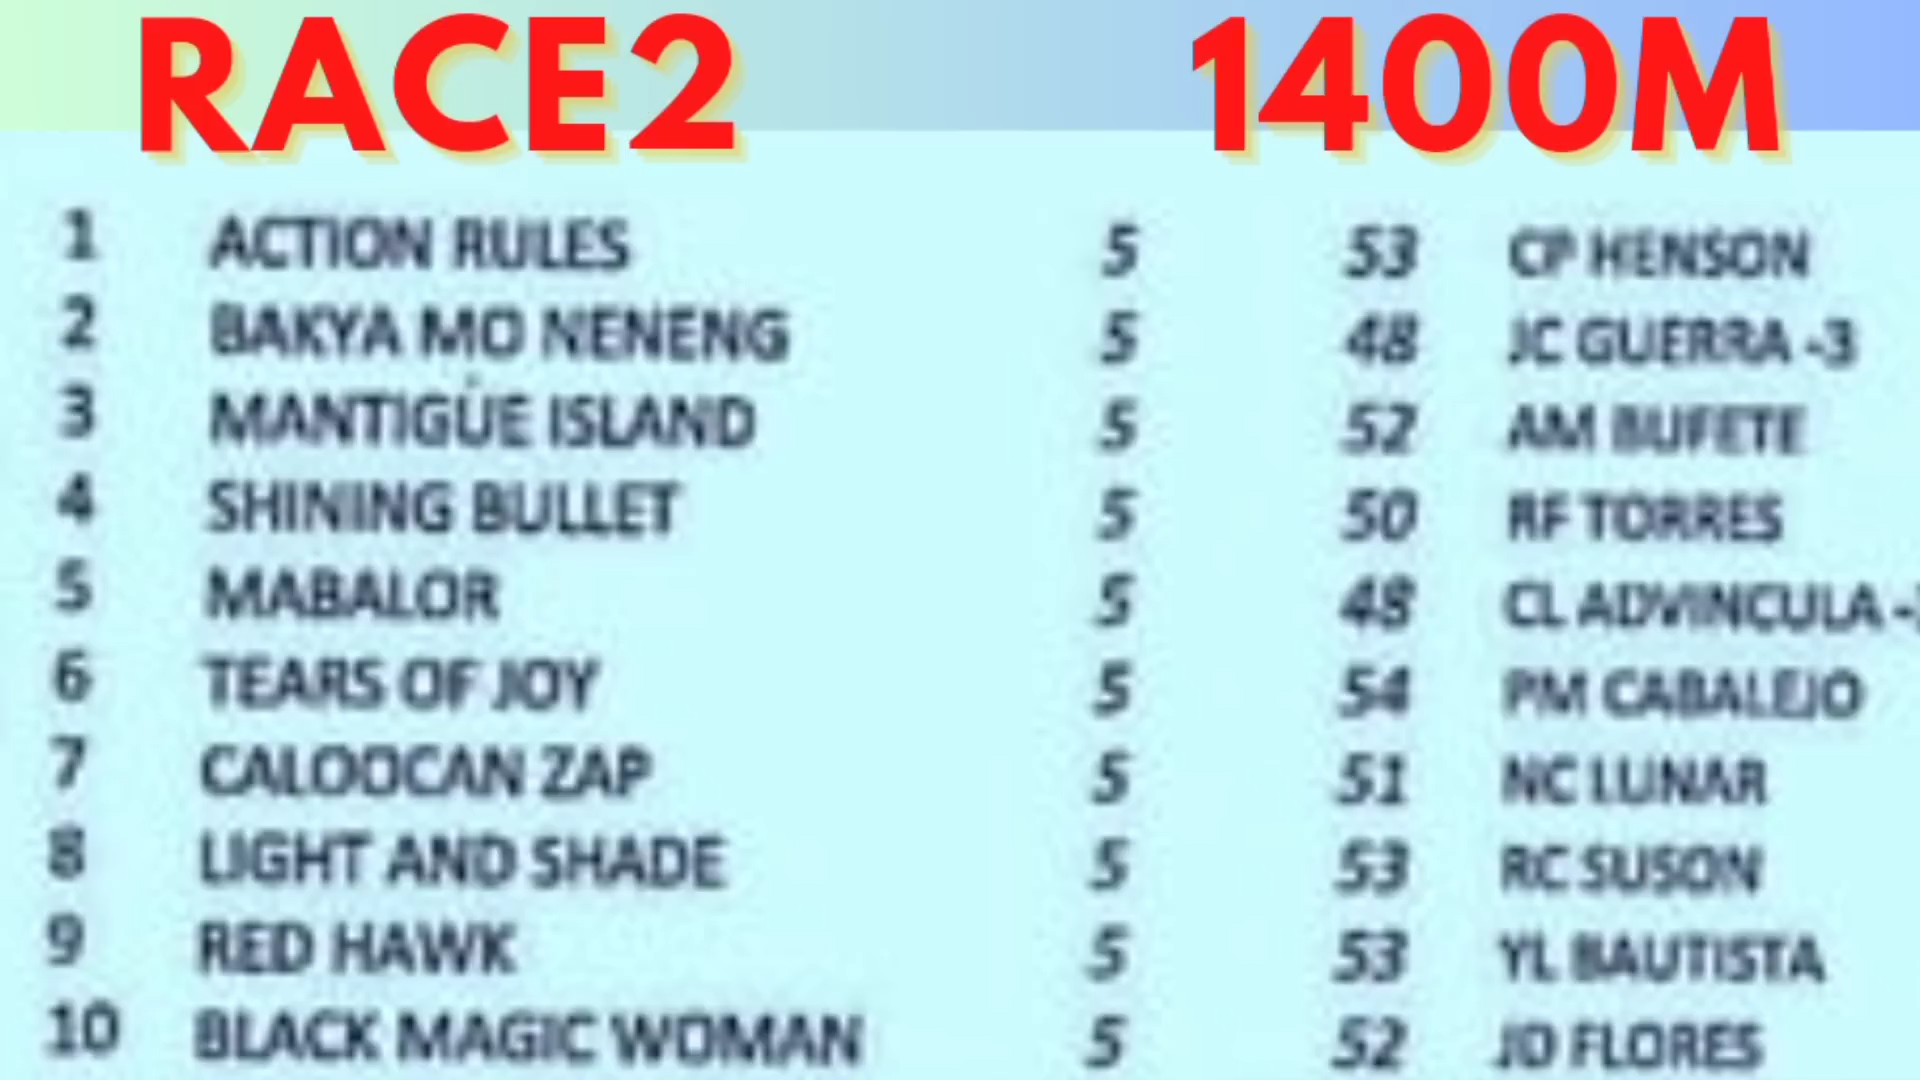 RACE2 1400M
1 ACTION RULES 5 53 CP HENSON
2 BAKYA MO NENENG 5 48 JC GUERRA -3
3 MANTIGUE ISLAND 5 52 AM BUFETE
4 SHINING BULLET 5 50 RF TORRES
5 MABALOR 5 48 CL ADVINCULA -
6 TEARS OF JOY 5 54 PM CABALEJO
7 CALOOCAN ZAP 5 51 NC LUNAR
8 LIGHT AND SHADE 5 53 RC SUSON
9 RED HAWK 5 53 YL BAUTISTA
10 BLACK MAGIC WOMAN 5 52 JD FLORES